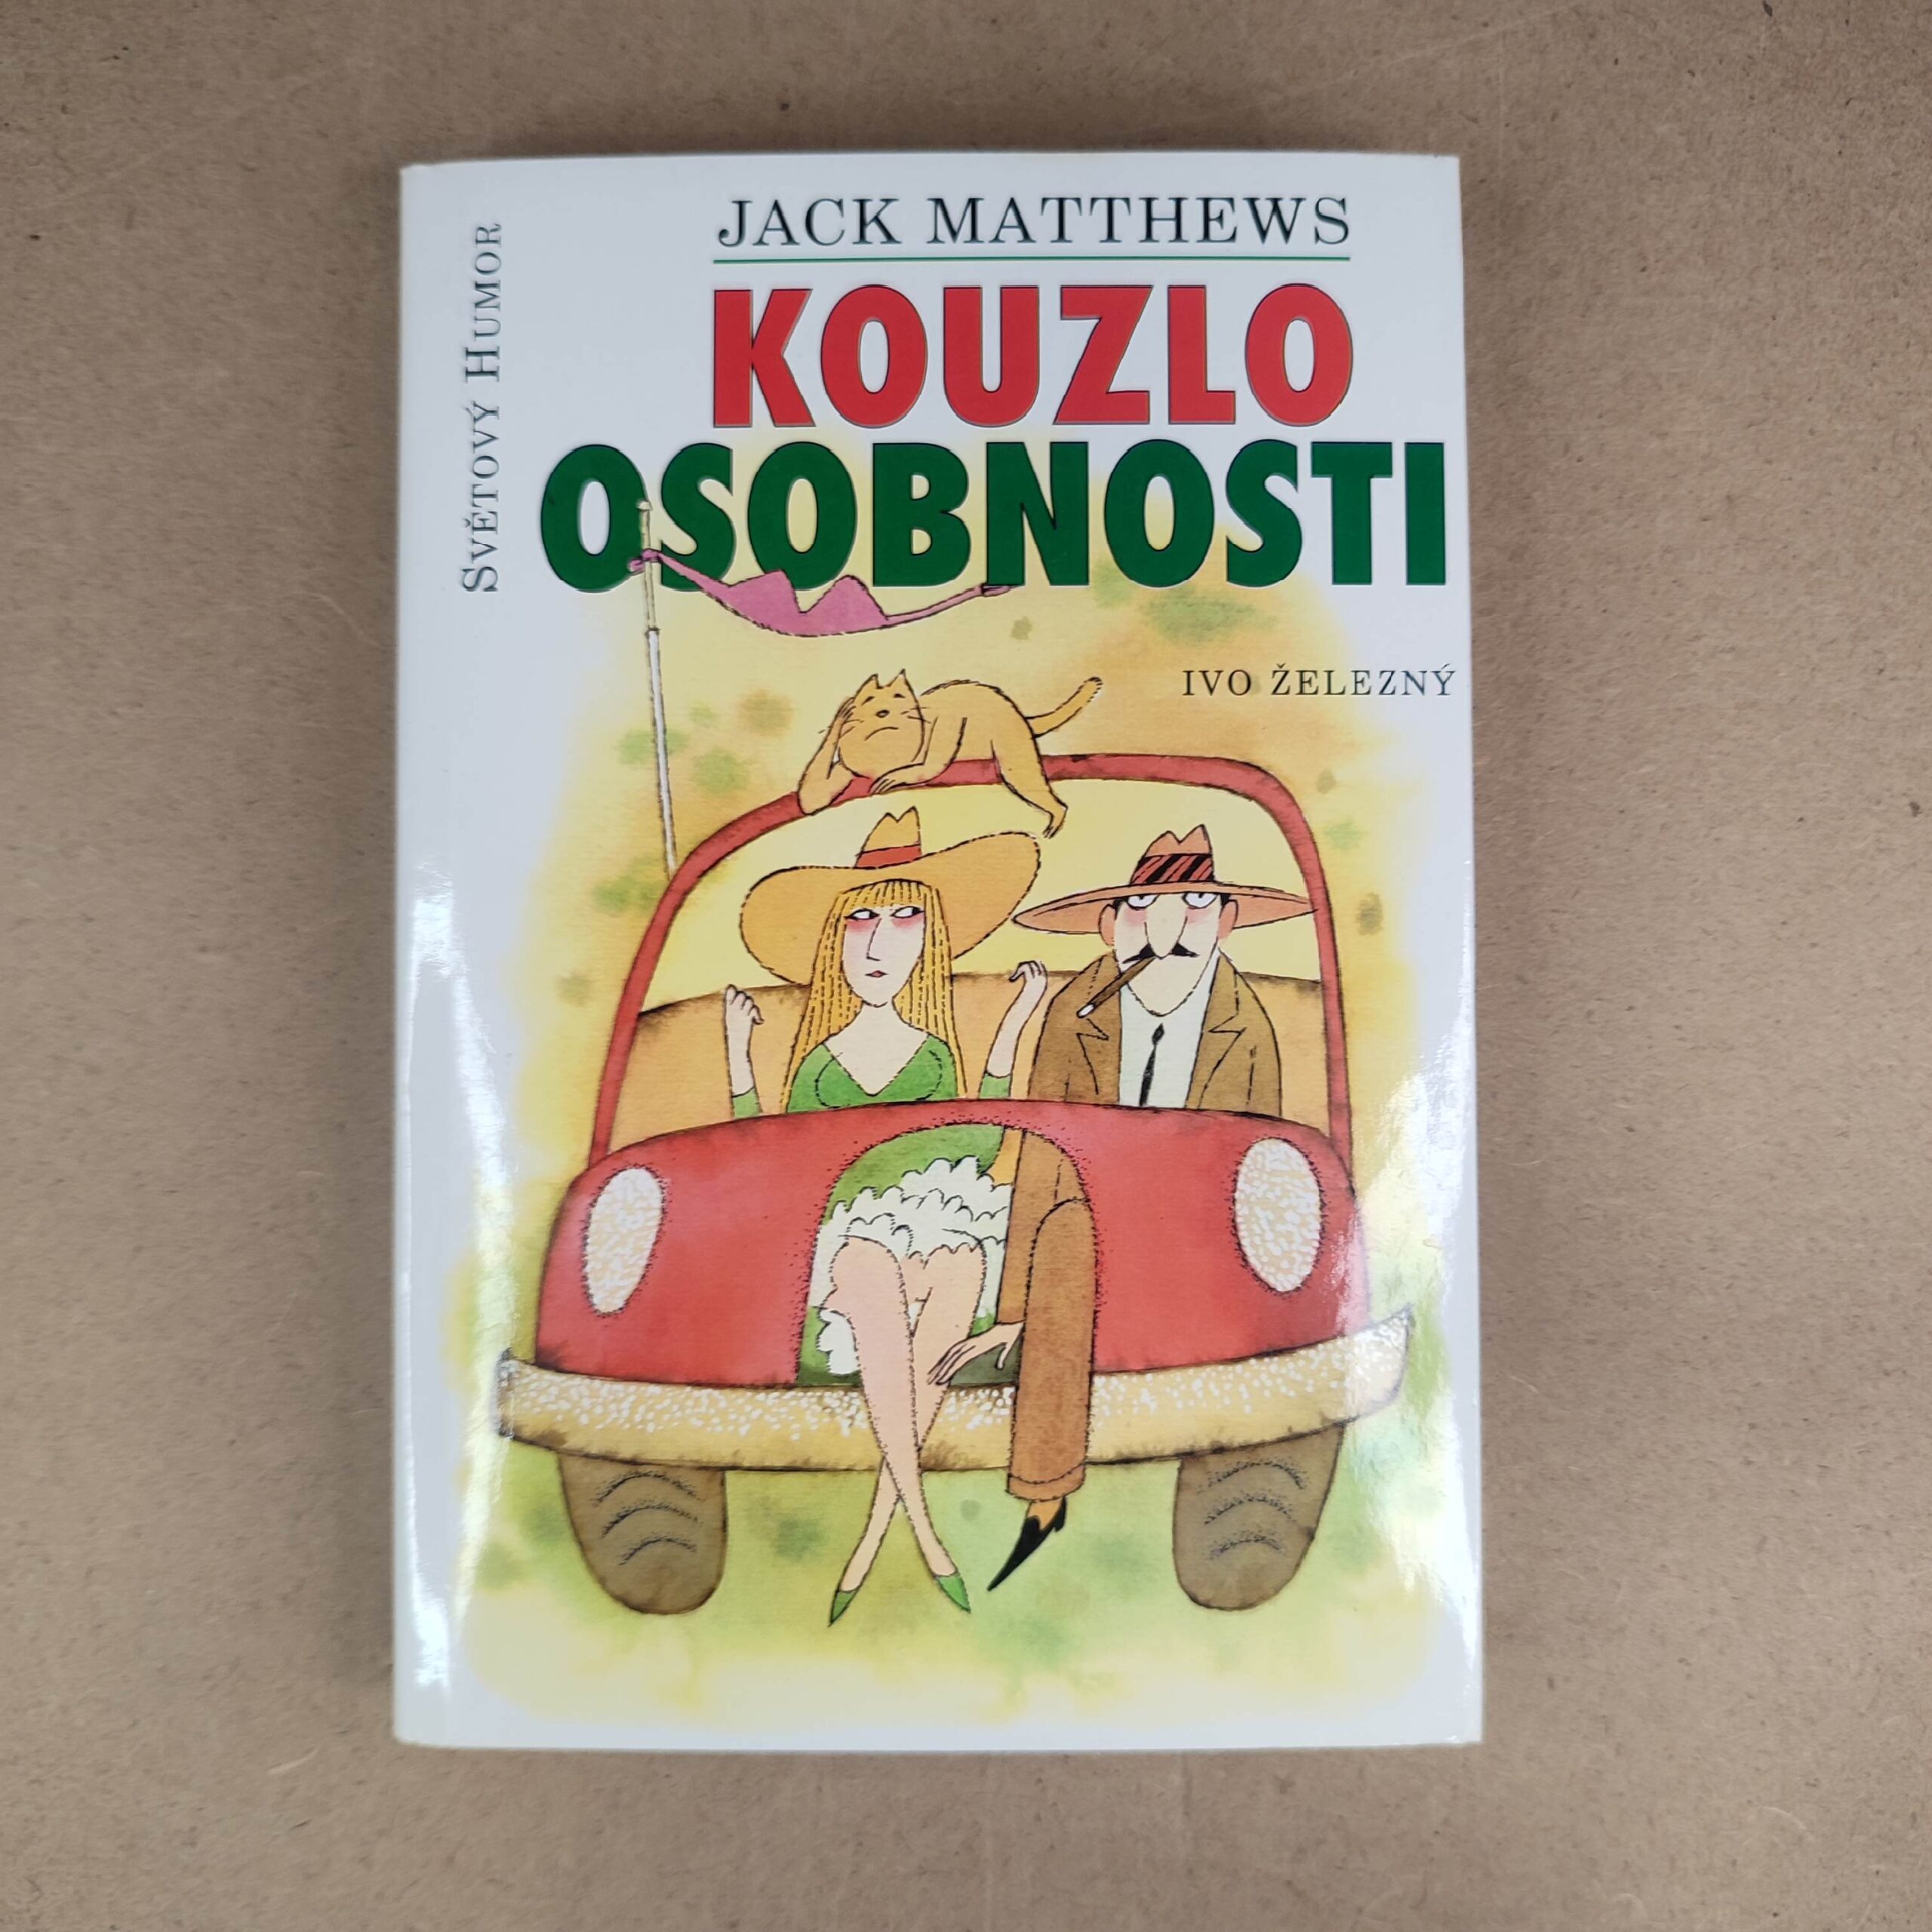 JACK MATTHEWS
KOUZLO
OSOBNOSTI
IVO ŽELEZNÝ
SVĚTOVÝ HUMOR